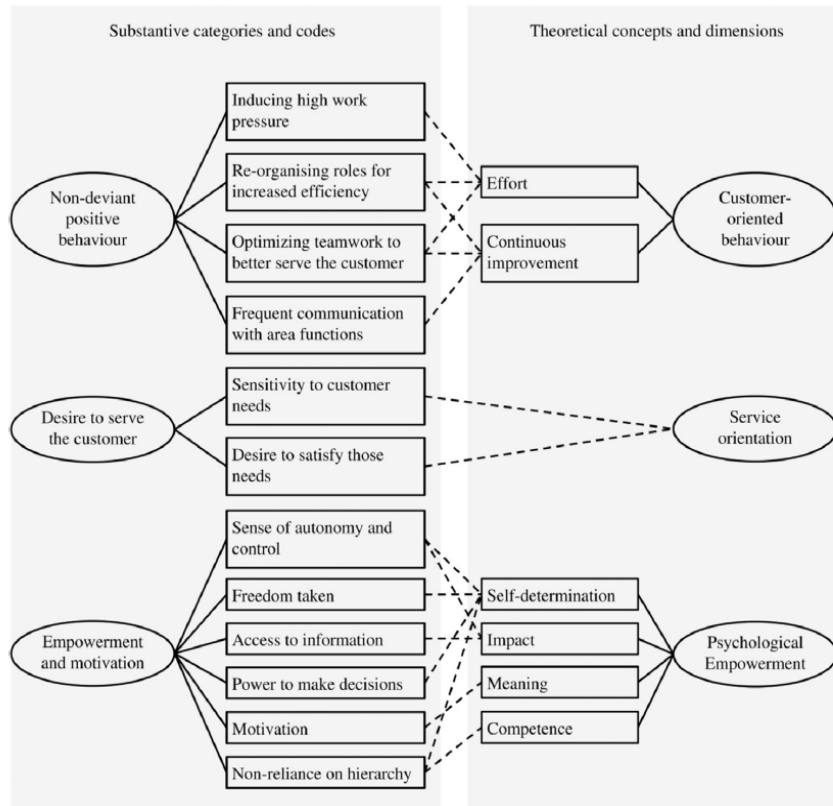 Substantive categories and codes
Theoretical concepts and dimensions
Non-deviant
positive
behaviour
Inducing high work
pressure
Re-organising roles for
increased efficiency
Optimizing teamwork to
better serve the customer
Frequent communication
with area functions
Effort
Continuous
improvement
Customer-
oriented
behaviour
Desire to serve
the customer
Sensitivity to customer
needs
Desire to satisfy those
needs
Service
orientation
Empowerment
and motivation
Sense of autonomy and
control
Freedom taken
Access to information
Power to make decisions
Motivation
Non-reliance on hierarchy
Self-determination
Impact
Meaning
Competence
Psychological
Empowerment